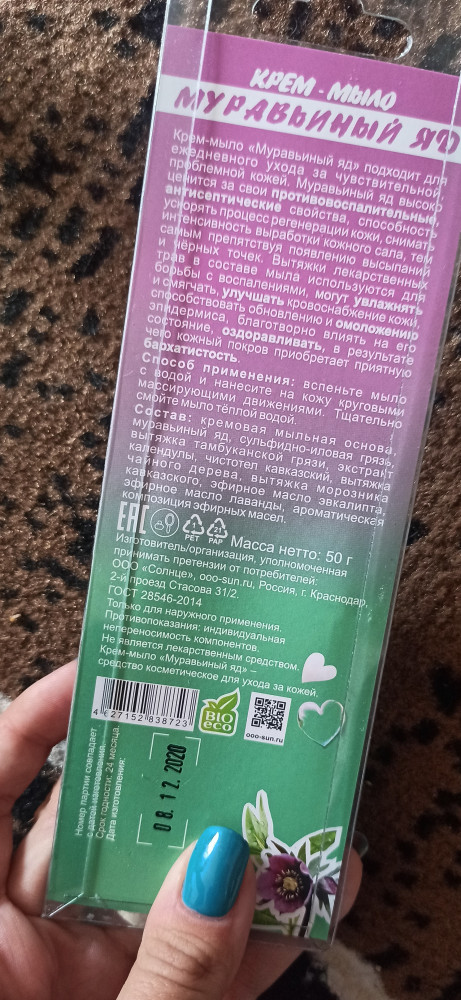 КРЕМ - МЫЛО
МУРАВЬИНЫЙ ЯД
Крем-мыло «Муравьиный яд» подходит для
ежедневного ухода за чувствительной,
проблемной кожей. Муравьиный яд высоко
ценится за свои противовоспалительные,
антисептические свойства, способность
ускорять процесс регенерации кожи, снимать
интенсивность выработки кожного сала, тем
самым препятствуя появлению высыпаний
и чёрных точек. Вытяжки лекарственных
трав в составе мыла используются для
борьбы с воспалениями, могут увлажнять
и смягчать, улучшать кровоснабжение кожи,
способствовать обновлению и омоложению
эпидермиса, благотворно влиять на его
состояние, оздоравливать, в результате
чего кожный покров приобретает приятную
бархатистость.
Способ применения: вспеньте мыло
с водой и нанесите на кожу круговыми
массирующими движениями. Тщательно
смойте мыло тёплой водой.
Состав: кремовая мыльная основа,
муравьиный яд, сульфидно-иловая грязь,
вытяжка тамбуканской грязи, экстракт
календулы, чистотел кавказский, вытяжка
чайного дерева, вытяжка морозника
кавказского, эфирное масло эвкалипта,
эфирное масло лаванды, ароматическая
композиция эфирных масел.
EAC 1 PET 21 PAP Масса нетто: 50 г
Изготовитель/организация, уполномоченная
принимать претензии от потребителей:
ООО «Солнце», ooo-sun.ru, Россия, г. Краснодар,
2-й проезд Стасова 31/2.
ГОСТ 28546-2014
Только для наружного применения.
Противопоказания: индивидуальная
непереносимость компонентов.
Не является лекарственным средством.
Крем-мыло «Муравьиный яд» –
средство косметическое для ухода за кожей.
4 627152 838723
BIO
eco
ooo-sun.ru
Номер партии совпадает
с датой изготовления.
Срок годности: 24 месяца.
Дата изготовления:
08.12.2020